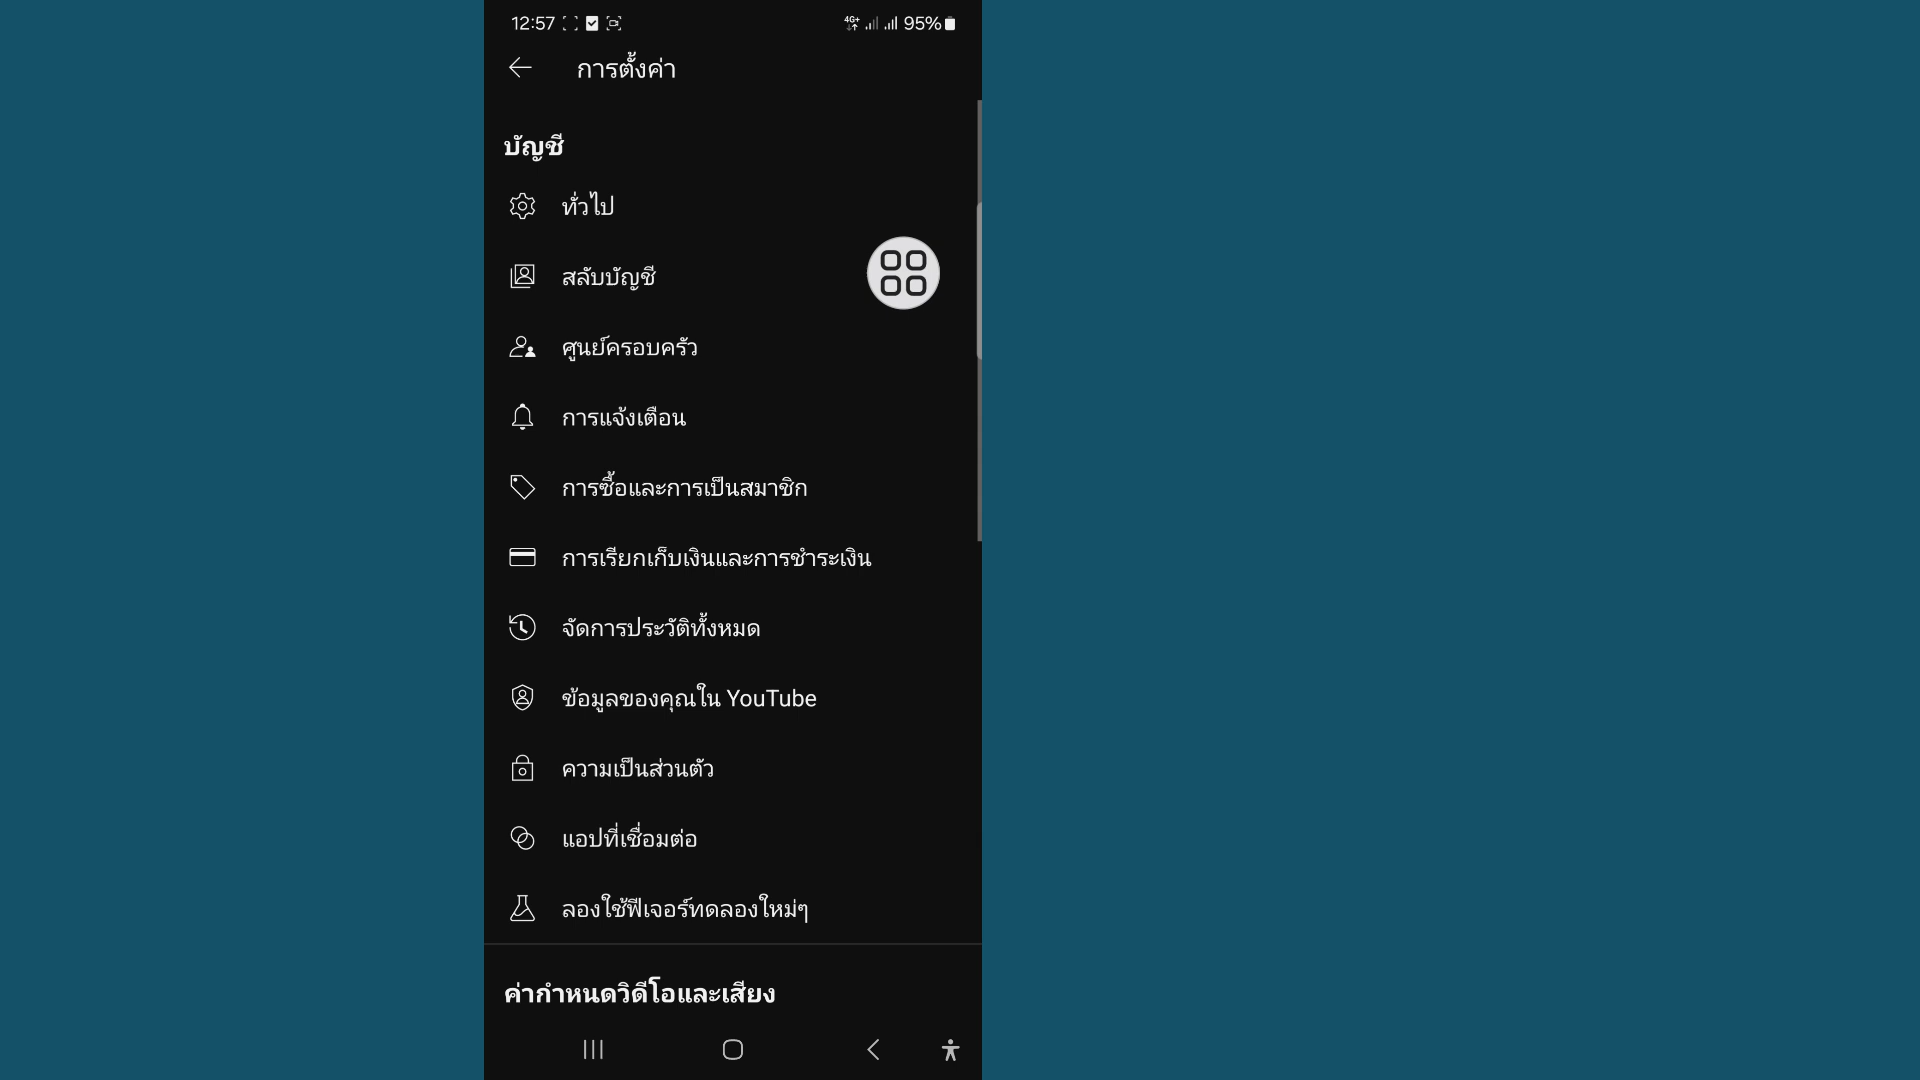 12:57 4G+ 95%
การตั้งค่า
บัญชี
ทั่วไป
สลับบัญชี
ศูนย์ครอบครัว
การแจ้งเตือน
การซื้อและการเป็นสมาชิก
การเรียกเก็บเงินและการชำระเงิน
จัดการประวัติทั้งหมด
ข้อมูลของคุณใน YouTube
ความเป็นส่วนตัว
แอปที่เชื่อมต่อ
ลองใช้ฟีเจอร์ทดลองใหม่ๆ
ค่ากำหนดวิดีโอและเสียง